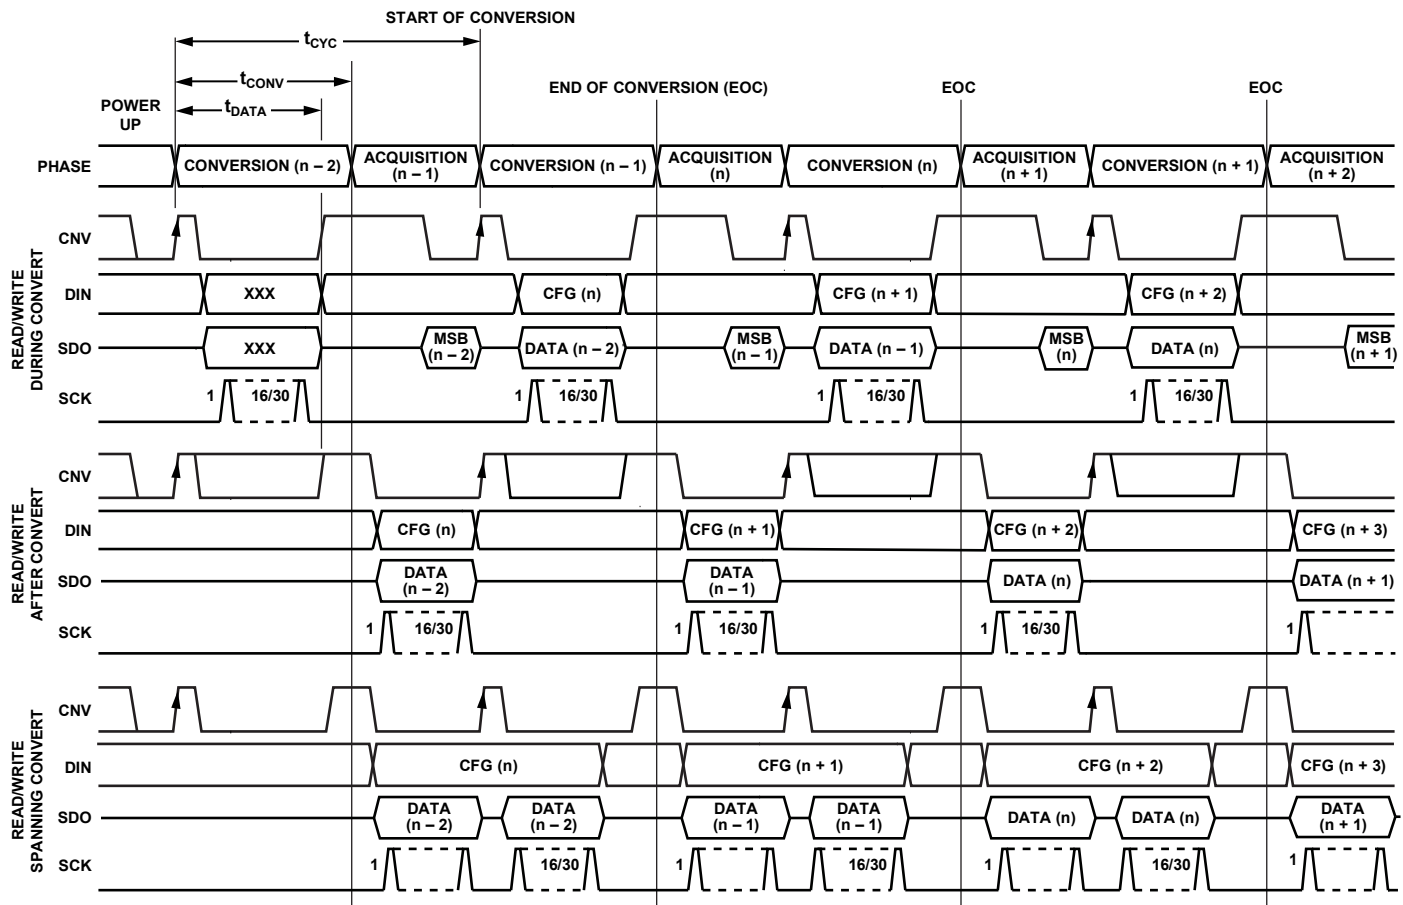 START OF CONVERSION
tCYC
tCONV
END OF CONVERSION (EOC)
EOC
EOC
POWER
UP
tDATA
PHASE
CONVERSION (n – 2)
ACQUISITION
(n – 1)
CONVERSION (n – 1)
ACQUISITION
(n)
CONVERSION (n)
ACQUISITION
(n + 1)
CONVERSION (n + 1)
ACQUISITION
(n + 2)
READ/WRITE
DURING CONVERT
CNV
DIN
XXX
CFG (n)
CFG (n + 1)
CFG (n + 2)
SDO
XXX
MSB
(n – 2)
DATA (n – 2)
MSB
(n – 1)
DATA (n – 1)
MSB
(n)
DATA (n)
MSB
(n + 1)
SCK
1
16/30
1
16/30
1
16/30
1
16/30
READ/WRITE
AFTER CONVERT
CNV
DIN
CFG (n)
CFG (n + 1)
CFG (n + 2)
CFG (n + 3)
SDO
DATA
(n – 2)
DATA
(n – 1)
DATA (n)
DATA (n + 1)
SCK
1
16/30
1
16/30
1
16/30
1
READ/WRITE
SPANNING CONVERT
CNV
DIN
CFG (n)
CFG (n + 1)
CFG (n + 2)
CFG (n + 3)
SDO
DATA
(n – 2)
DATA
(n – 2)
DATA
(n – 1)
DATA
(n – 1)
DATA (n)
DATA (n)
DATA
(n + 1)
SCK
1
16/30
1
16/30
1
16/30
1